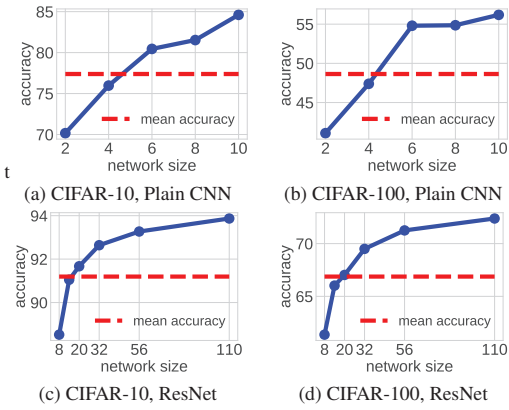 85
80
75
70
accuracy
mean accuracy
2 4 6 8 10
network size
t
(a) CIFAR-10, Plain CNN
55
50
45
accuracy
mean accuracy
2 4 6 8 10
network size
(b) CIFAR-100, Plain CNN
94
92
90
accuracy
mean accuracy
8 20 32 56 110
network size
(c) CIFAR-10, ResNet
70
65
accuracy
mean accuracy
8 20 32 56 110
network size
(d) CIFAR-100, ResNet